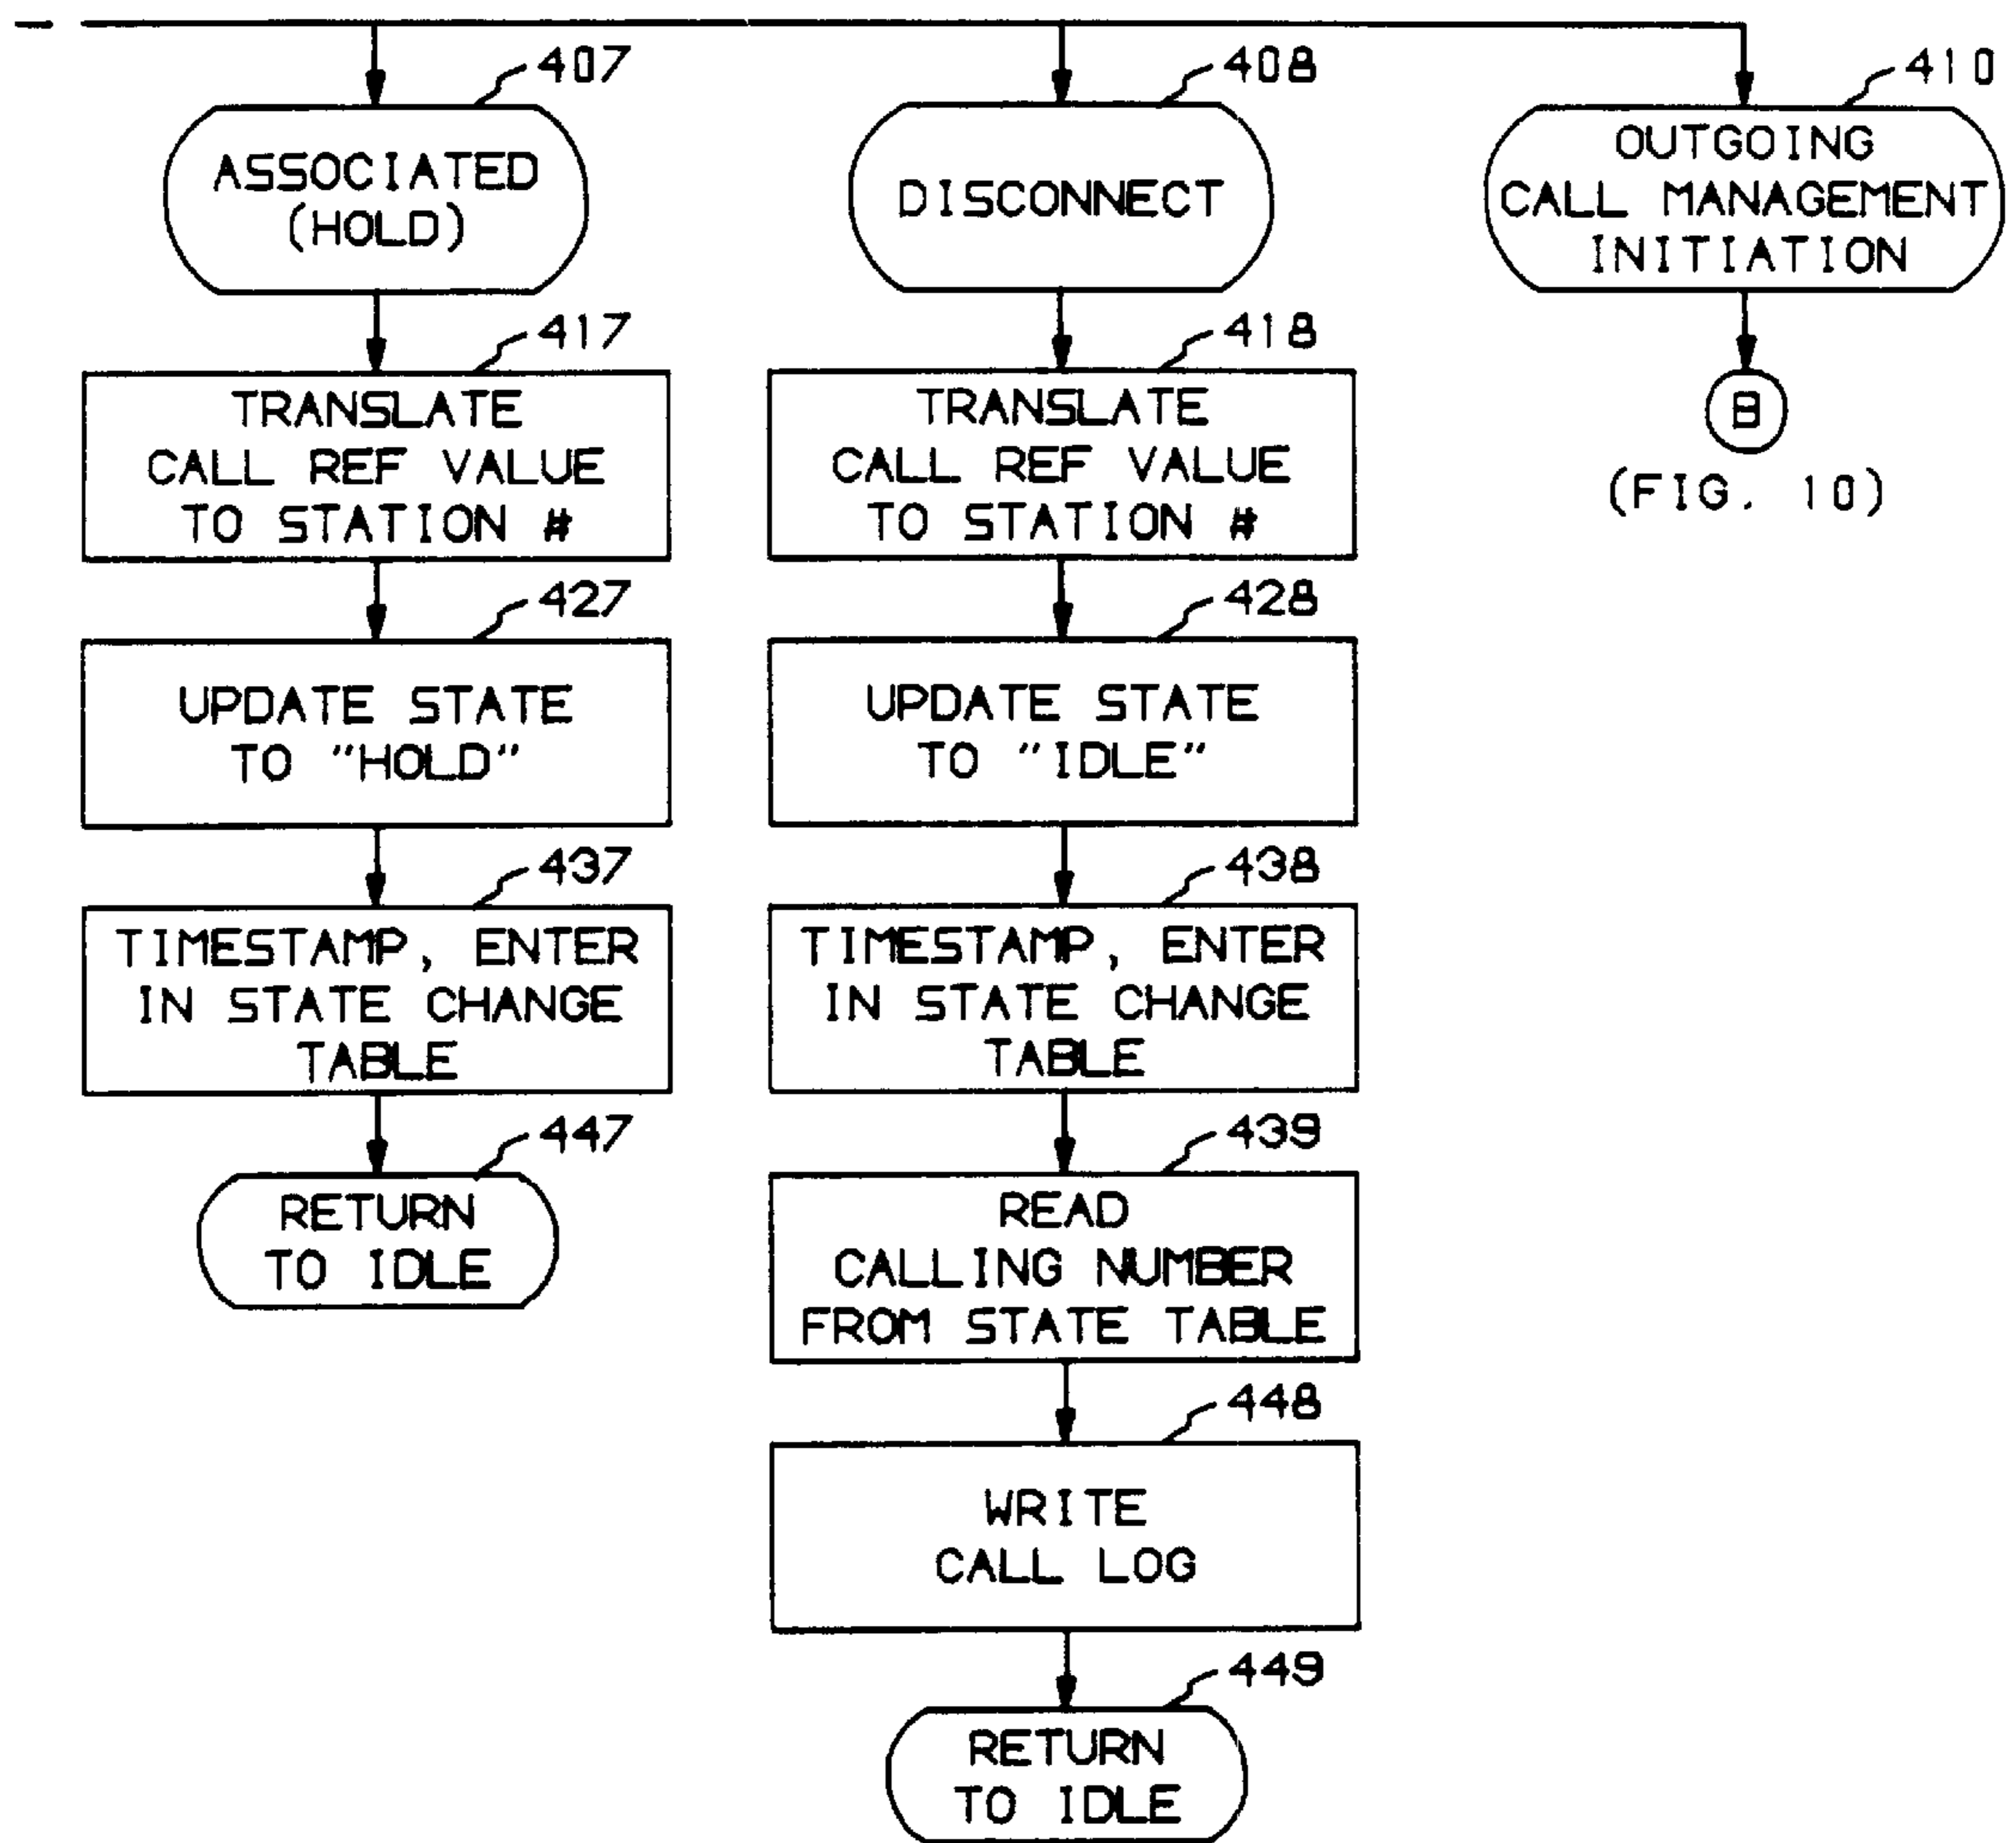 407
ASSOCIATED
(HOLD)
417
TRANSLATE
CALL REF VALUE
TO STATION #
427
UPDATE STATE
TO "HOLD"
437
TIMESTAMP, ENTER
IN STATE CHANGE
TABLE
447
RETURN
TO IDLE
408
DISCONNECT
418
TRANSLATE
CALL REF VALUE
TO STATION #
428
UPDATE STATE
TO "IDLE"
438
TIMESTAMP, ENTER
IN STATE CHANGE
TABLE
439
READ
CALLING NUMBER
FROM STATE TABLE
448
WRITE
CALL LOG
449
RETURN
TO IDLE
410
OUTGOING
CALL MANAGEMENT
INITIATION
B
(FIG. 10)